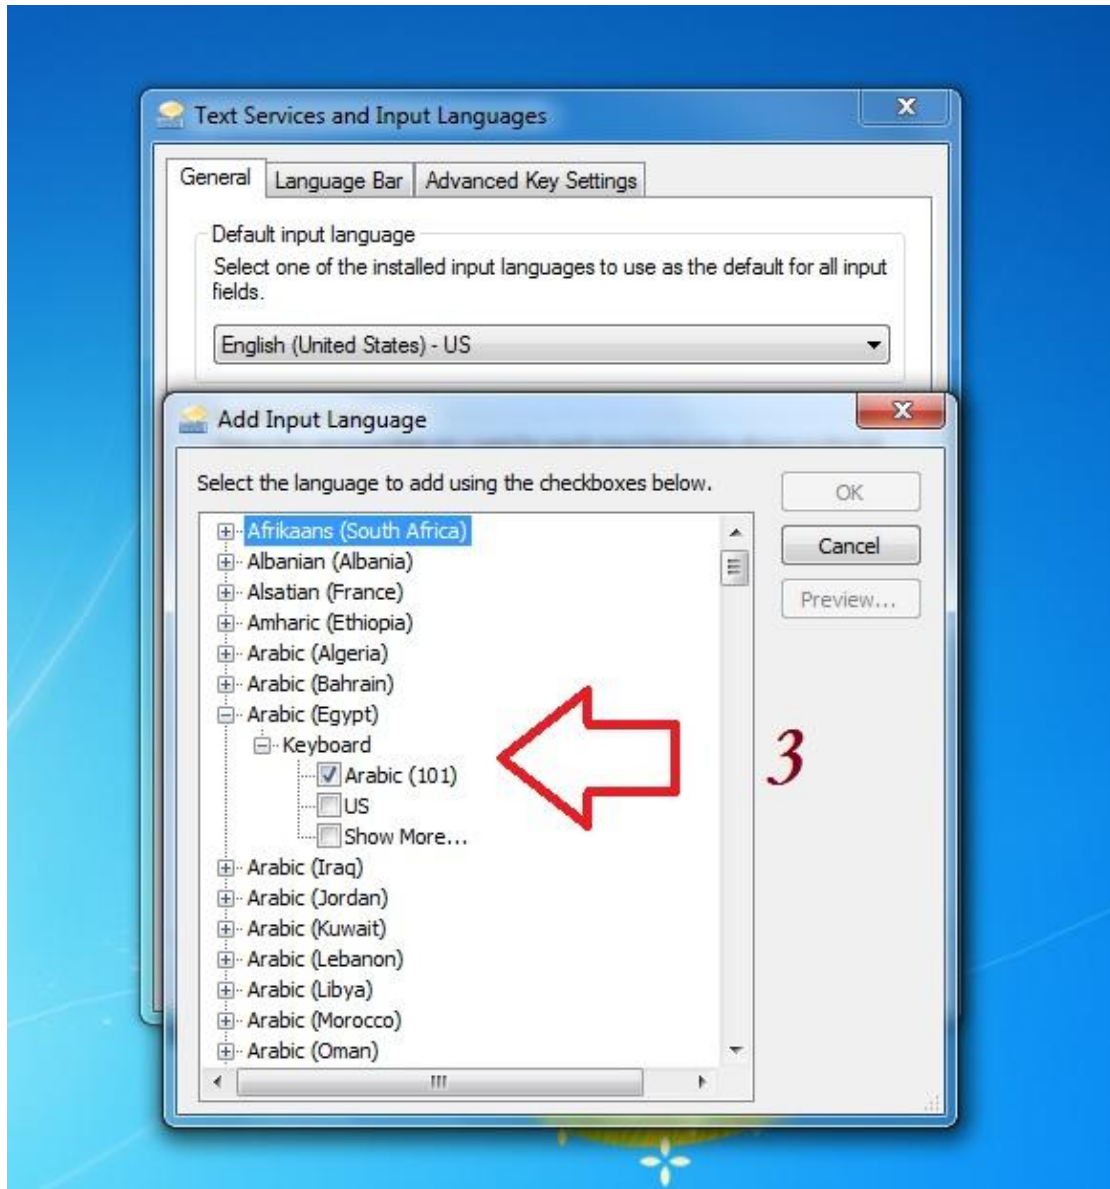 Text Services and Input Languages
General Language Bar Advanced Key Settings
Default input language
Select one of the installed input languages to use as the default for all input
fields.
English (United States) - US
Add Input Language
Select the language to add using the checkboxes below.
OK
Cancel
Preview...
Afrikaans (South Africa)
Albanian (Albania)
Alsatian (France)
Amharic (Ethiopia)
Arabic (Algeria)
Arabic (Bahrain)
Arabic (Egypt)
Keyboard
Arabic (101)
US
Show More...
Arabic (Iraq)
Arabic (Jordan)
Arabic (Kuwait)
Arabic (Lebanon)
Arabic (Libya)
Arabic (Morocco)
Arabic (Oman)
3